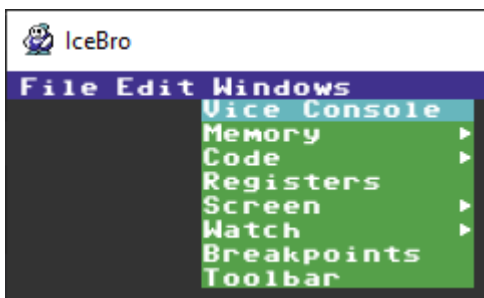 IceBro
File Edit Windows
Vice Console
Memory
Code
Registers
Screen
Watch
Breakpoints
Toolbar